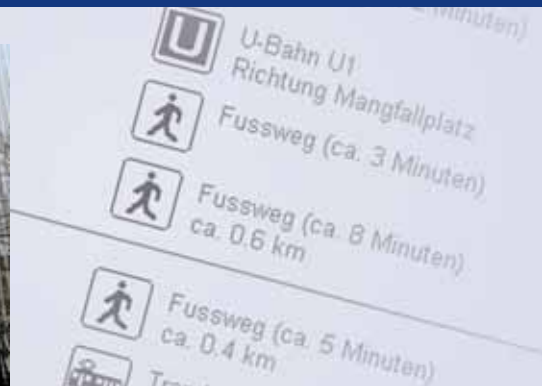 Minuten)
U
U-Bahn U1
Richtung Mangfallplatz
Fussweg (ca. 3 Minuten)
Fussweg (ca. 8 Minuten)
ca. 0.6 km
Fussweg (ca. 5 Minuten)
ca. 0.4 km